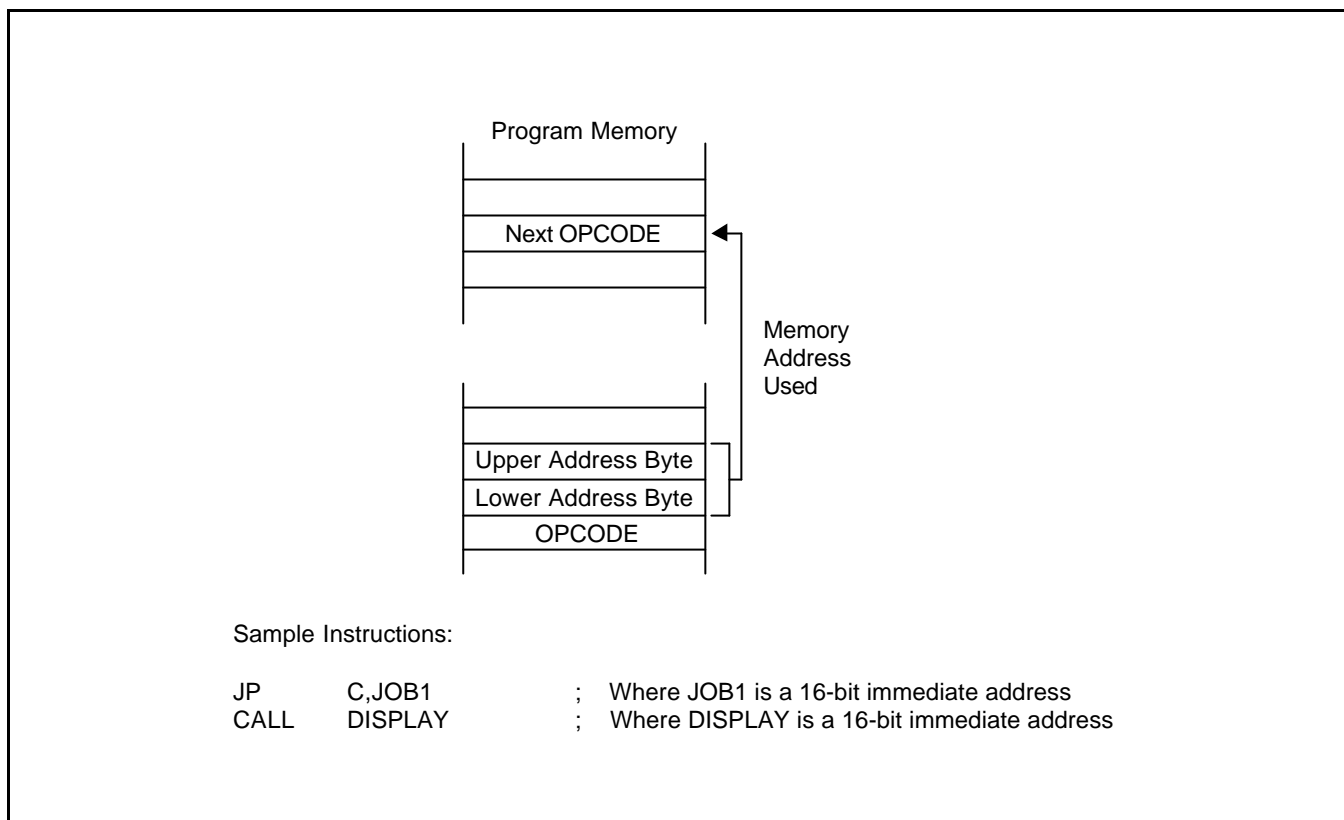 Program Memory
Next OPCODE
Memory
Address
Used
Upper Address Byte
Lower Address Byte
OPCODE
Sample Instructions:
JP C,JOB1 ; Where JOB1 is a 16-bit immediate address
CALL DISPLAY ; Where DISPLAY is a 16-bit immediate address